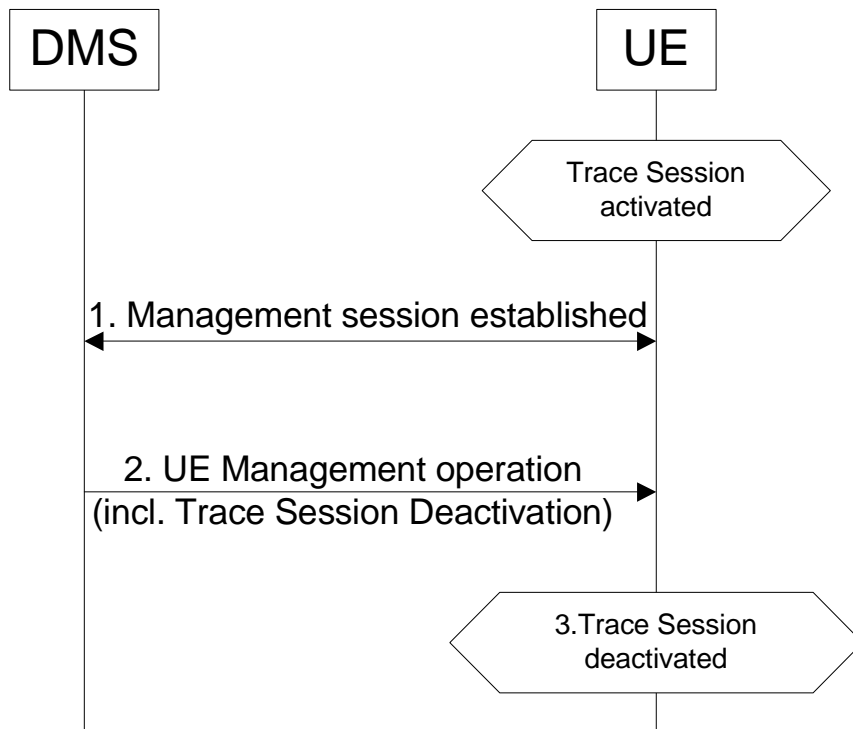 DMS
UE
Trace Session
activated
1. Management session established
2. UE Management operation
(incl. Trace Session Deactivation)
3.Trace Session
deactivated